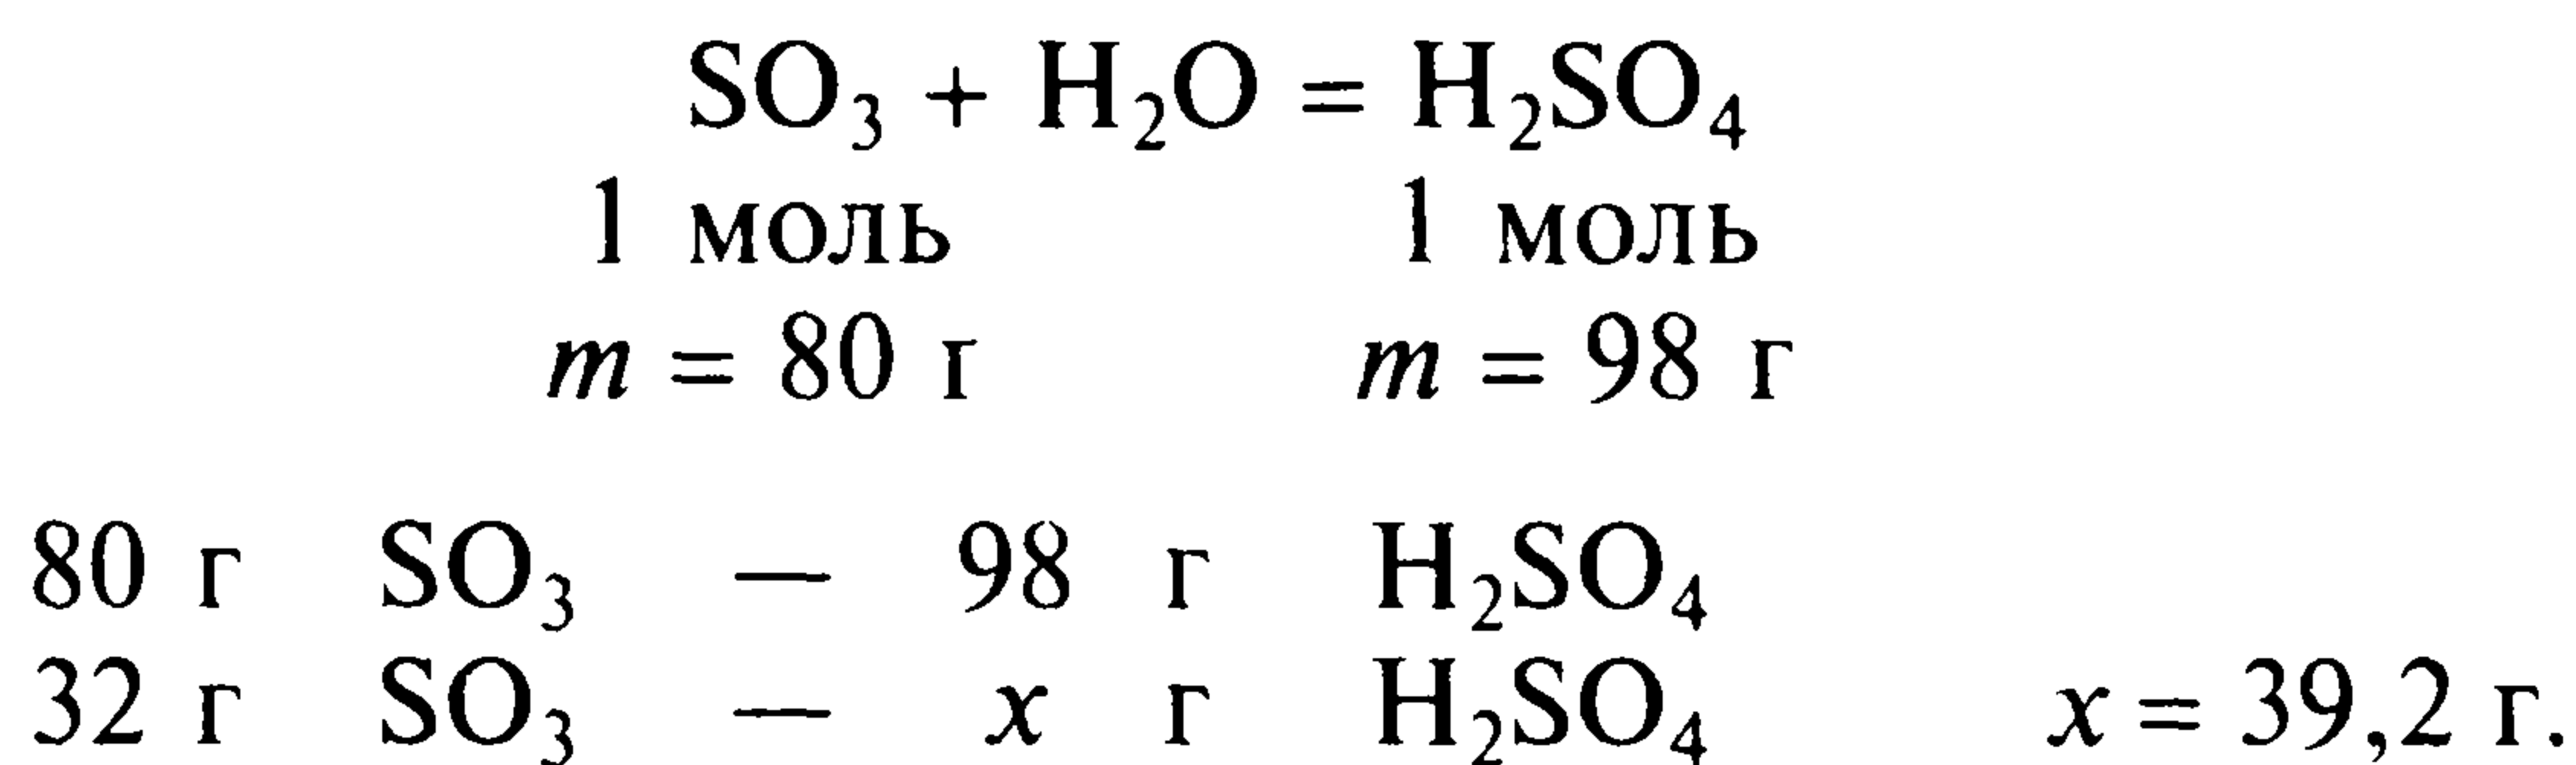 SO₃ + H₂O = H₂SO₄
1 моль 1 моль
m = 80 г m = 98 г
80 г SO₃ — 98 г H₂SO₄
32 г SO₃ — x г H₂SO₄ x = 39,2 г.